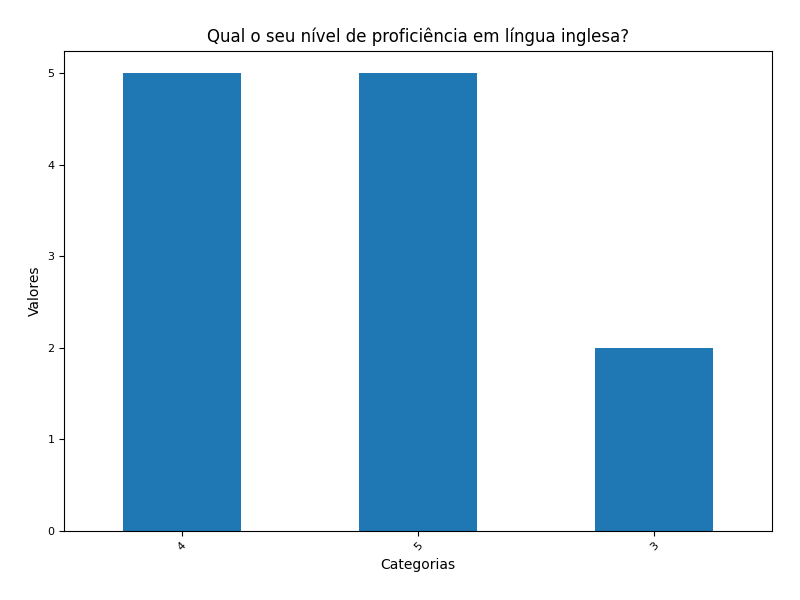 Qual o seu nível de proficiência em língua inglesa?
Valores
5
4
3
2
1
0
4 5 3
Categorias